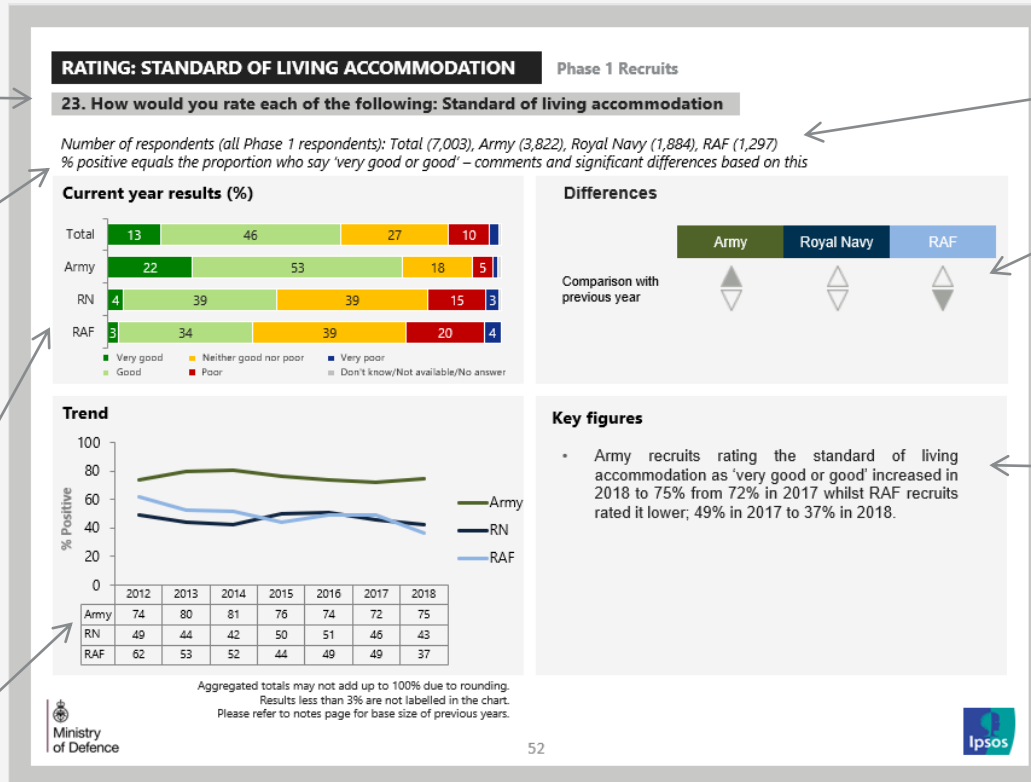 RATING: STANDARD OF LIVING ACCOMMODATION Phase 1 Recruits
23. How would you rate each of the following: Standard of living accommodation
Number of respondents (all Phase 1 respondents): Total (7,003), Army (3,822), Royal Navy (1,884), RAF (1,297)
% positive equals the proportion who say ‘very good or good’ – comments and significant differences based on this
Current year results (%)
Total 13 46 27 10
Army 22 53 18 5
RN 4 39 39 15 3
RAF 3 34 39 20 4
Very good Neither good nor poor Very poor
Good Poor Don't know/Not available/No answer
Differences
Army Royal Navy RAF
Comparison with
previous year
Trend
% Positive
100
80
60
40
20
0
Army
RN
RAF
2012 2013 2014 2015 2016 2017 2018
Army 74 80 81 76 74 72 75
RN 49 44 42 50 51 46 43
RAF 62 53 52 44 49 49 37
Key figures
• Army recruits rating the standard of living
accommodation as ‘very good or good’ increased in
2018 to 75% from 72% in 2017 whilst RAF recruits
rated it lower; 49% in 2017 to 37% in 2018.
Aggregated totals may not add up to 100% due to rounding.
Results less than 3% are not labelled in the chart.
Please refer to notes page for base size of previous years.
Ministry
of Defence
52
Ipsos